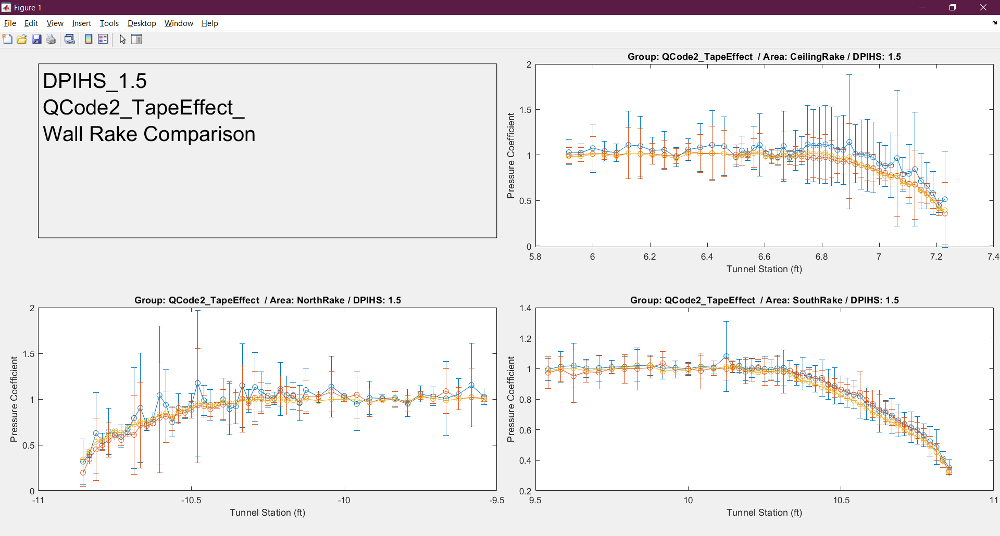 Figure 1
File Edit View Insert Tools Desktop Window Help
DPIHS_1.5
QCode2_TapeEffect_
Wall Rake Comparison
Group: QCode2_TapeEffect / Area: CeilingRake / DPIHS: 1.5
Pressure Coefficient
2
1.5
1
0.5
0
5.8 6 6.2 6.4 6.6 6.8 7 7.2 7.4
Tunnel Station (ft)
Group: QCode2_TapeEffect / Area: NorthRake / DPIHS: 1.5
Pressure Coefficient
2
1.5
1
0.5
0
-11 -10.5 -10 -9.5
Tunnel Station (ft)
Group: QCode2_TapeEffect / Area: SouthRake / DPIHS: 1.5
Pressure Coefficient
1.4
1.2
1
0.8
0.6
0.4
0.2
9.5 10 10.5 11
Tunnel Station (ft)